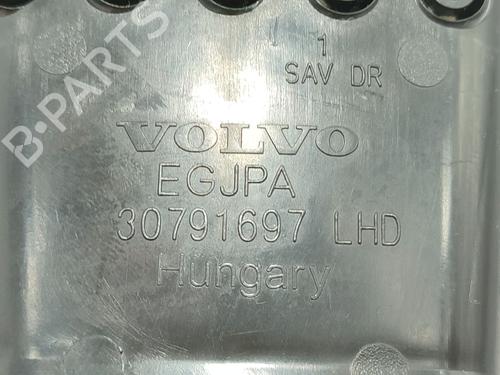 1
SAV DR
B-PARTS
VOLVO
EGJPA
30791697 LHD
Hungary